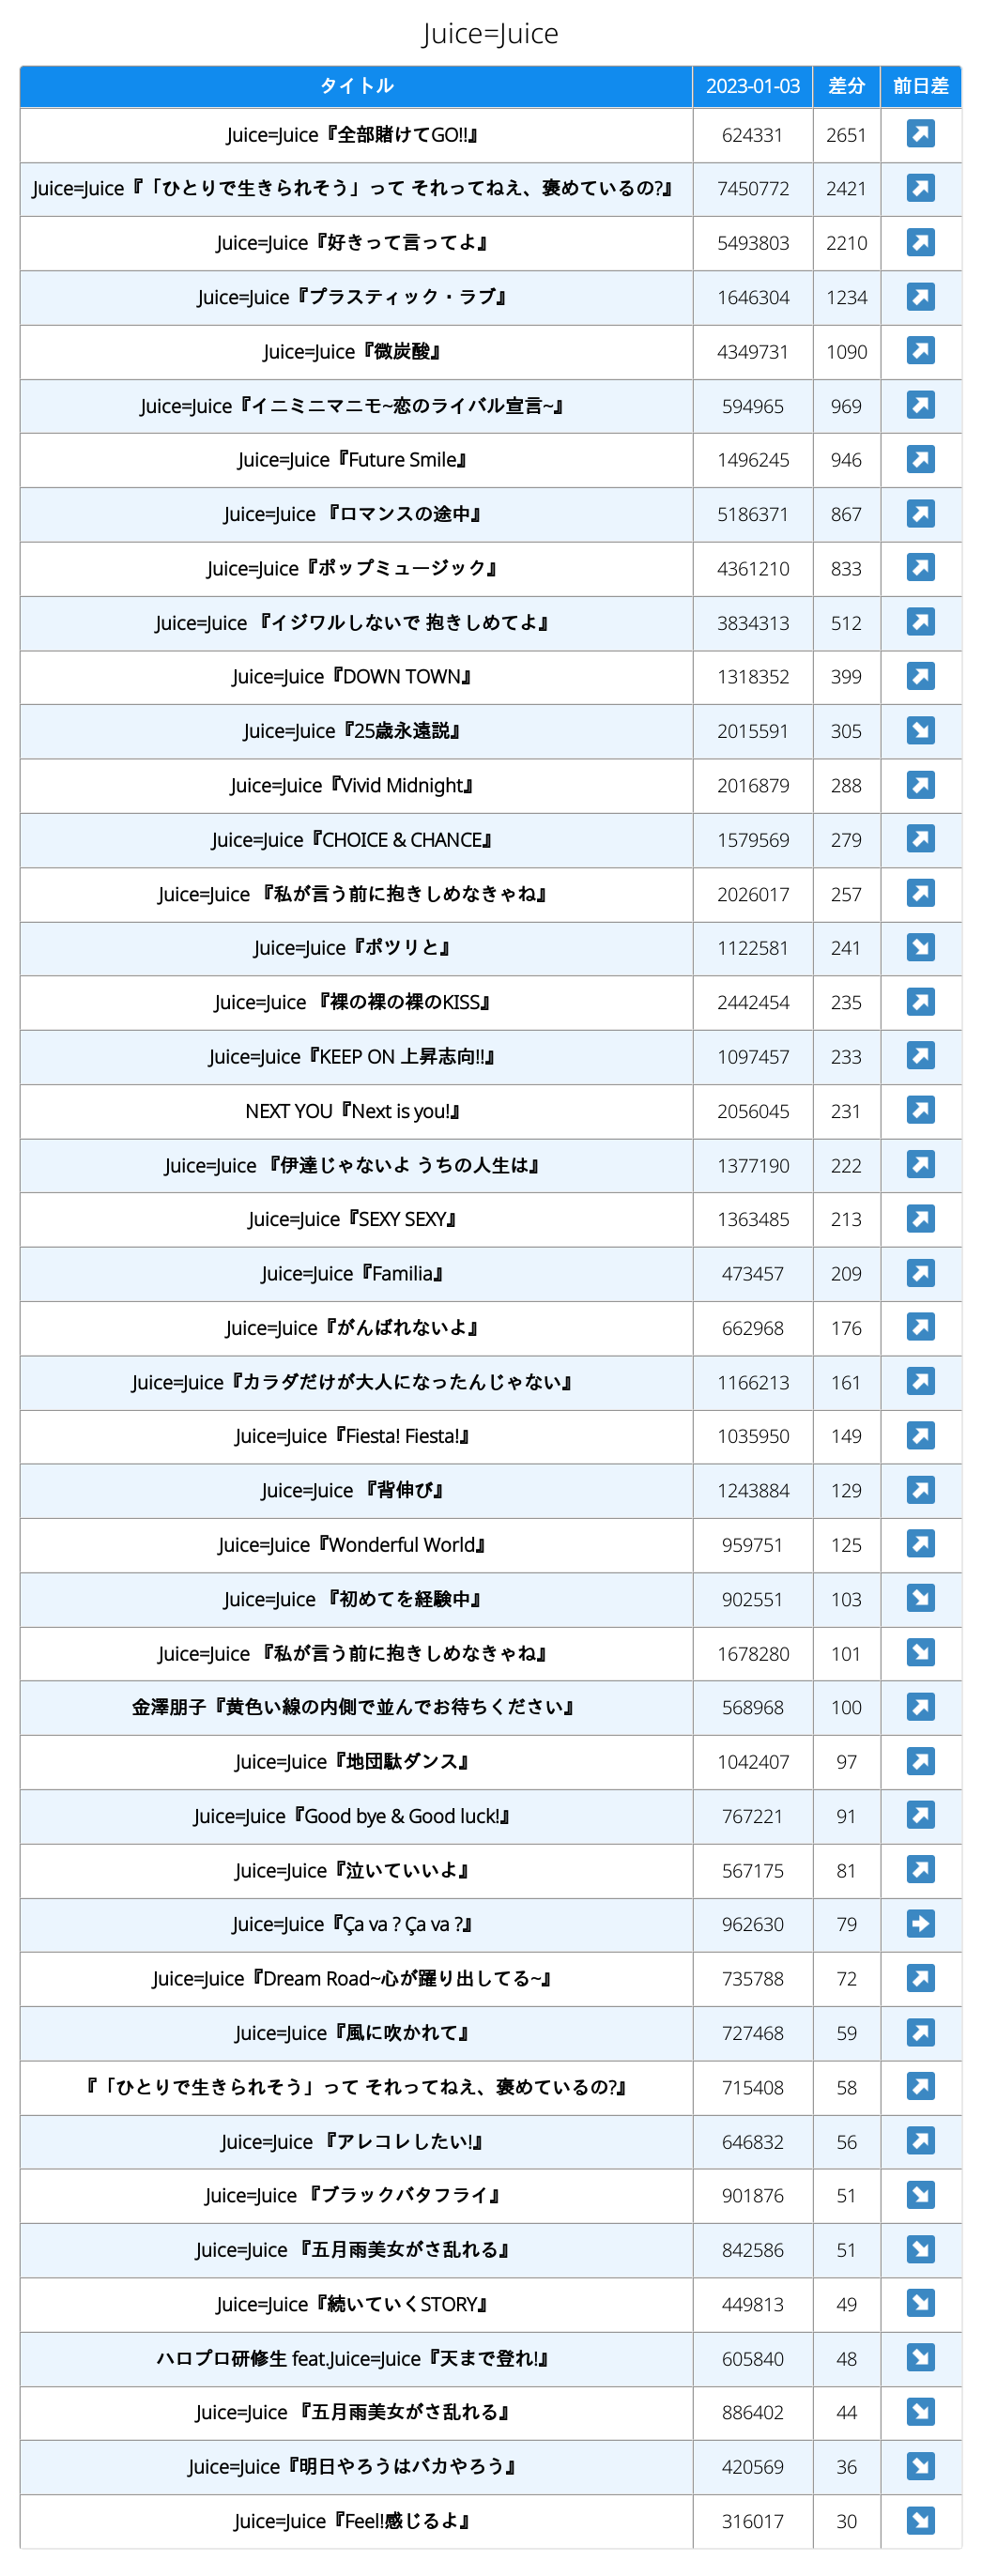 Juice=Juice
タイトル 2023-01-03 差分 前日差
Juice=Juice『全部賭けてGO!!』 624331 2651 ↗
Juice=Juice『「ひとりで生きられそう」って それってねえ、褒めているの?』 7450772 2421 ↗
Juice=Juice『好きって言ってよ』 5493803 2210 ↗
Juice=Juice『プラスティック・ラブ』 1646304 1234 ↗
Juice=Juice『微炭酸』 4349731 1090 ↗
Juice=Juice『イニミニマニモ~恋のライバル宣言~』 594965 969 ↗
Juice=Juice『Future Smile』 1496245 946 ↗
Juice=Juice 『ロマンスの途中』 5186371 867 ↗
Juice=Juice『ポップミュージック』 4361210 833 ↗
Juice=Juice 『イジワルしないで 抱きしめてよ』 3834313 512 ↗
Juice=Juice『DOWN TOWN』 1318352 399 ↗
Juice=Juice『25歳永遠説』 2015591 305 ↘
Juice=Juice『Vivid Midnight』 2016879 288 ↗
Juice=Juice『CHOICE & CHANCE』 1579569 279 ↗
Juice=Juice 『私が言う前に抱きしめなきゃね』 2026017 257 ↗
Juice=Juice『ポツリと』 1122581 241 ↘
Juice=Juice 『裸の裸の裸のKISS』 2442454 235 ↗
Juice=Juice『KEEP ON 上昇志向!!』 1097457 233 ↗
NEXT YOU『Next is you!』 2056045 231 ↗
Juice=Juice 『伊達じゃないよ うちの人生は』 1377190 222 ↗
Juice=Juice『SEXY SEXY』 1363485 213 ↗
Juice=Juice『Familia』 473457 209 ↗
Juice=Juice『がんばれないよ』 662968 176 ↗
Juice=Juice『カラダだけが大人になったんじゃない』 1166213 161 ↗
Juice=Juice『Fiesta! Fiesta!』 1035950 149 ↗
Juice=Juice 『背伸び』 1243884 129 ↗
Juice=Juice『Wonderful World』 959751 125 ↗
Juice=Juice 『初めてを経験中』 902551 103 ↘
Juice=Juice 『私が言う前に抱きしめなきゃね』 1678280 101 ↘
金澤朋子『黄色い線の内側で並んでお待ちください』 568968 100 ↗
Juice=Juice『地団駄ダンス』 1042407 97 ↗
Juice=Juice『Good bye & Good luck!』 767221 91 ↗
Juice=Juice『泣いていいよ』 567175 81 ↗
Juice=Juice『Ça va ? Ça va ?』 962630 79 ➡
Juice=Juice『Dream Road~心が躍り出してる~』 735788 72 ↗
Juice=Juice『風に吹かれて』 727468 59 ↗
『「ひとりで生きられそう」って それってねえ、褒めているの?』 715408 58 ↗
Juice=Juice 『アレコレしたい!』 646832 56 ↗
Juice=Juice 『ブラックバタフライ』 901876 51 ↘
Juice=Juice 『五月雨美女がさ乱れる』 842586 51 ↘
Juice=Juice『続いていくSTORY』 449813 49 ↘
ハロプロ研修生 feat.Juice=Juice『天まで登れ!』 605840 48 ↘
Juice=Juice 『五月雨美女がさ乱れる』 886402 44 ↘
Juice=Juice『明日やろうはバカやろう』 420569 36 ↘
Juice=Juice『Feel!感じるよ』 316017 30 ↘